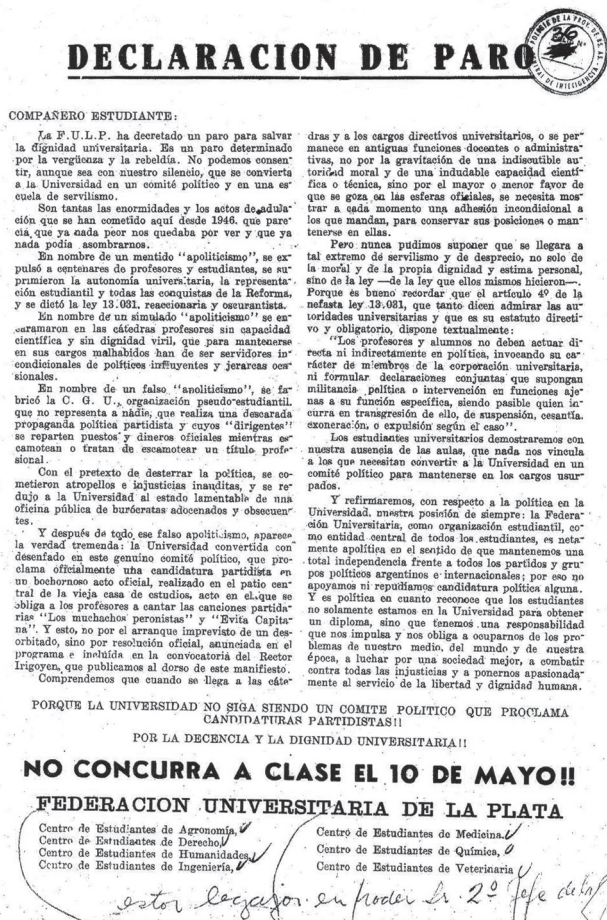 DECLARACION DE PARO
36
COMPAÑERO ESTUDIANTE:
La F.U.L.P. ha decretado un paro para salvar
la dignidad universitaria. Es un paro determinado
por la vergüenza y la rebeldía. No podemos consen-
tir, aunque sea con nuestro silencio, que se convierta
a la Universidad en un comité político y en una es-
cuela de servilismo.
Son tantas las enormidades y los actos de adula-
ción que se han cometido aquí desde 1946, que pare-
cía que ya nada peor nos quedaba por ver y que ya
nada podía asombrarnos.
En nombre de un mentido "apoliticismo", se ex-
pulsó a centenares de profesores y estudiantes, se su-
primieron la autonomía universitaria, la representa-
ción estudiantil y todas las conquistas de la Reforma,
y se dictó la ley 13.031, reaccionaria y oscurantista.
En nombre de un simulado "apoliticismo" se en-
caramaron en las cátedras profesores sin capacidad
científica y sin dignidad viril, que para mantenerse
en sus cargos malhabidos han de ser servidores in-
condicionales de políticos influyentes y jerarcas oca-
sionales.
En nombre de un falso "apoliticismo", se fa-
bricó la C. G. U., organización pseudo-estudiantil,
que no representa a nadie, que realiza una descarada
propaganda política partidista y cuyos "dirigentes"
se reparten puestos y dineros oficiales mientras es-
camotean o tratan de escamotear un título profe-
sional.
Con el pretexto de desterrar la política, se co-
metieron atropellos e injusticias inauditas, y se re-
dujo a la Universidad al estado lamentable de una
oficina pública de burócratas adocenados y obsecuen-
tes.
Y después de todo ese falso apoliticismo, aparece
la verdad tremenda: la Universidad convertida con
desenfado en este genuino comité político, que pro-
clama oficialmente una candidatura partidista en
un bochornoso acto oficial, realizado en el patio cen-
tral de la vieja casa de estudios, acto en el que se
obliga a los profesores a cantar las canciones partida-
rias "Los muchachos peronistas" y "Evita Capita-
na". Y esto, no por el arranque imprevisto de un des-
orbitado, sino por resolución oficial, anunciada en el
programa e incluída en la convocatoria del Rector
Irigoyen, que publicamos al dorso de este manifiesto.
Comprendemos que cuando se llega a las cáte-
dras y a los cargos directivos universitarios, o se per-
manece en antiguas funciones docentes o administra-
tivas, no por la gravitación de una indiscutible au-
toridad moral y de una indudable capacidad cientí-
fica o técnica, sino por el mayor o menor favor de
que se goza en las esferas oficiales, se necesita mos-
trar a cada momento una adhesión incondicional a
los que mandan, para conservar sus posiciones o man-
tenerse en ellas.
Pero nunca pudimos suponer que se llegara a
tal extremo de servilismo y de desprecio, no solo de
la moral y de la propia dignidad y estima personal,
sino de la ley —de la ley que ellos mismos hicieron—.
Porque es bueno recordar que el artículo 4º de la
nefasta ley 13.031, que tanto dicen admirar las au-
toridades universitarias y que es su estatuto directi-
vo y obligatorio, dispone textualmente:
"Los profesores y alumnos no deben actuar di-
recta ni indirectamente en política, invocando su ca-
rácter de miembros de la corporación universitaria,
ni formular declaraciones conjuntas que supongan
militancia política o intervención en funciones aje-
nas a su función específica, siendo pasible quien in-
curra en transgresión de ello, de suspensión, cesantía,
exoneración, o expulsión según el caso".
Los estudiantes universitarios demostraremos con
nuestra ausencia de las aulas, que nada nos vincula
a los que necesitan convertir a la Universidad en un
comité político para mantenerse en los cargos usur-
pados.
Y refirmaremos, con respecto a la política en la
Universidad, nuestra posición de siempre: la Federa-
ción Universitaria, como organización estudiantil, co-
mo entidad central de todos los estudiantes, es neta-
mente apolítica en el sentido de que mantenemos una
total independencia frente a todos los partidos y gru-
pos políticos argentinos e internacionales; por eso no
apoyamos ni repudiamos candidatura política alguna.
Y es política en cuanto reconoce que los estudiantes
no solamente estamos en la Universidad para obtener
un diploma, sino que tenemos una responsabilidad
que nos impulsa y nos obliga a ocuparnos de los pro-
blemas de nuestro medio, del mundo y de nuestra
época, a luchar por una sociedad mejor, a combatir
contra todas las injusticias y a ponernos apasionada-
mente al servicio de la libertad y dignidad humana.
PORQUE LA UNIVERSIDAD NO SIGA SIENDO UN COMITE POLITICO QUE PROCLAMA
CANDIDATURAS PARTIDISTAS!!
POR LA DECENCIA Y LA DIGNIDAD UNIVERSITARIA!!
NO CONCURRA A CLASE EL 10 DE MAYO!!
FEDERACION UNIVERSITARIA DE LA PLATA
Centro de Estudiantes de Agronomía,
Centro de Estudiantes de Derecho,
Centro de Estudiantes de Humanidades,
Centro de Estudiantes de Ingeniería,
Centro de Estudiantes de Medicina.
Centro de Estudiantes de Química,
Centro de Estudiantes de Veterinaria
estos legajos en poder Sr. 2º Jefe